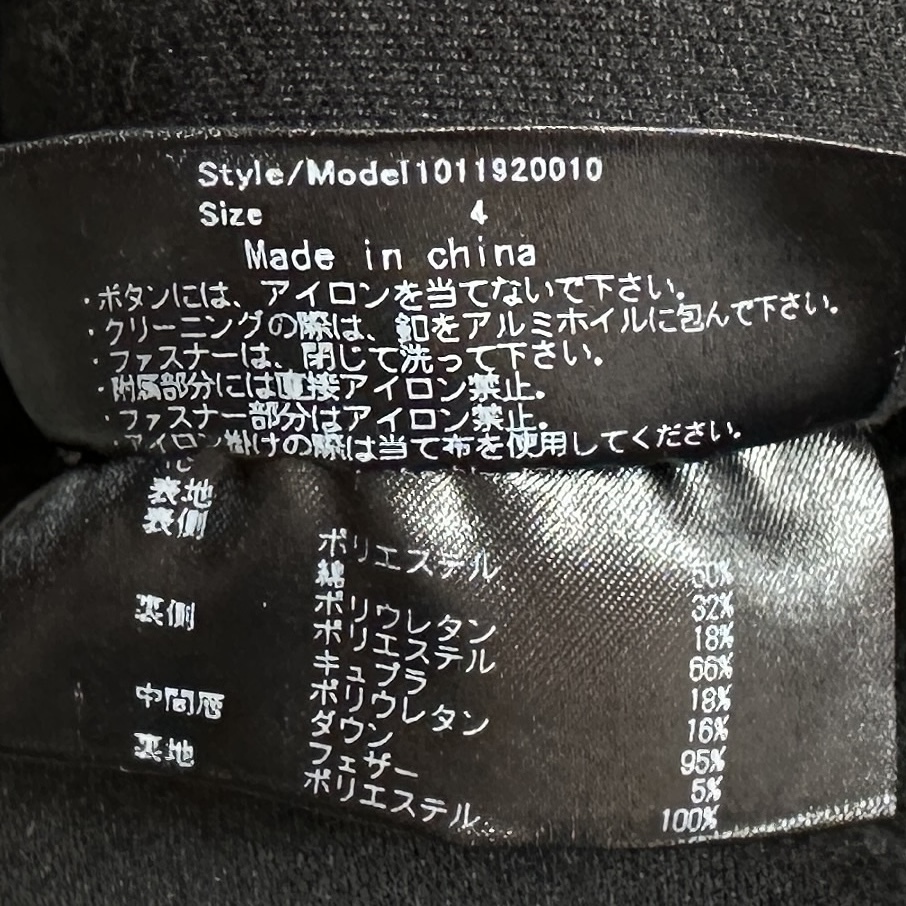 Style/Model1011920010
Size 4
Made in china
・ボタンには、アイロンを当てないで下さい。
・クリーニングの際は、釦をアルミホイルに包んで下さい。
・ファスナーは、閉じて洗って下さい。
・附属部分には直接アイロン禁止。
・ファスナー部分はアイロン禁止。
・アイロン掛けの際は当て布を使用してください。
表地
表側
ポリエステル 50%
綿 32%
ポリウレタン 18%
裏側 ポリエステル 66%
キュプラ 18%
ポリウレタン 16%
中間層 ダウン 95%
フェザー 5%
裏地 ポリエステル 100%